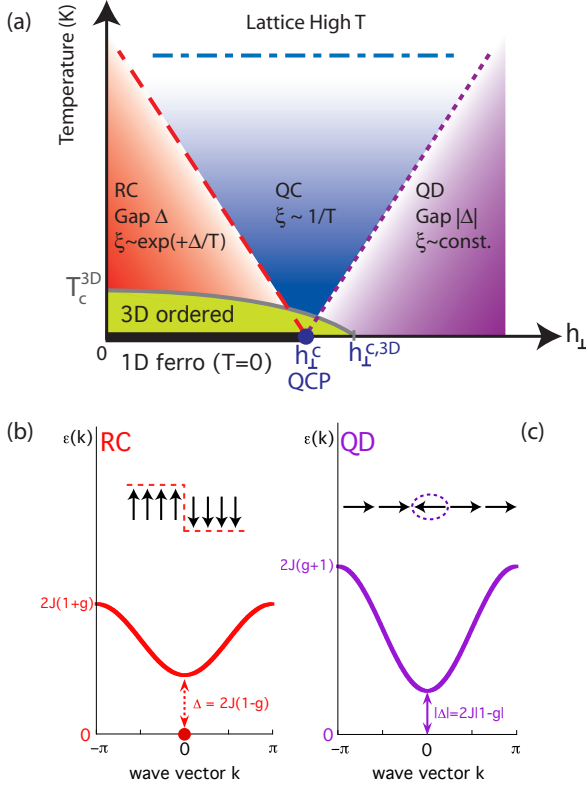 (a)
Lattice High T
Temperature (K)
RC
Gap Δ
ξ~exp(+Δ/T)
QC
ξ ~ 1/T
QD
Gap |Δ|
ξ~const.
T_c^3D
3D ordered
0
1D ferro (T=0)
h_⊥^c
QCP
h_⊥^c,3D
h_⊥
(b)
ε(k)
RC
2J(1+g)
Δ = 2J(1-g)
0
−π
0
π
wave vector k
(c)
ε(k)
QD
2J(g+1)
|Δ|=2J|1-g|
0
−π
0
π
wave vector k